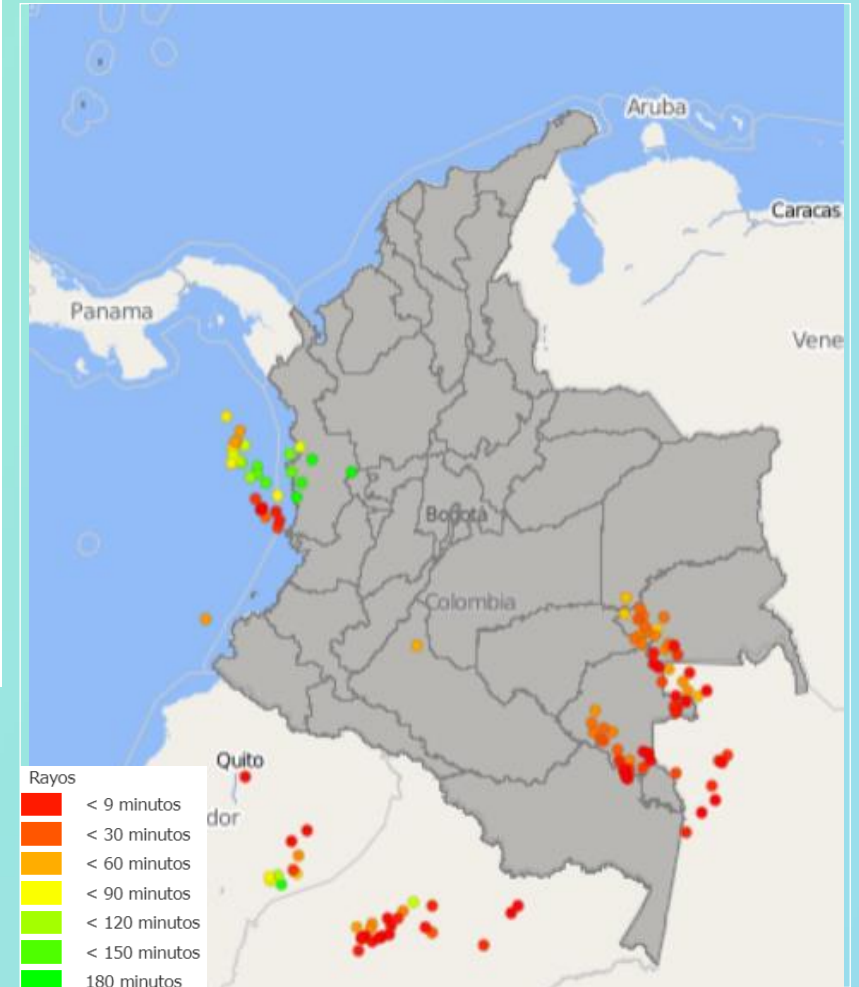 Aruba
Caracas
Panama
Vene
Bogotá
Colombia
Quito
dor
Rayos
< 9 minutos
< 30 minutos
< 60 minutos
< 90 minutos
< 120 minutos
< 150 minutos
180 minutos